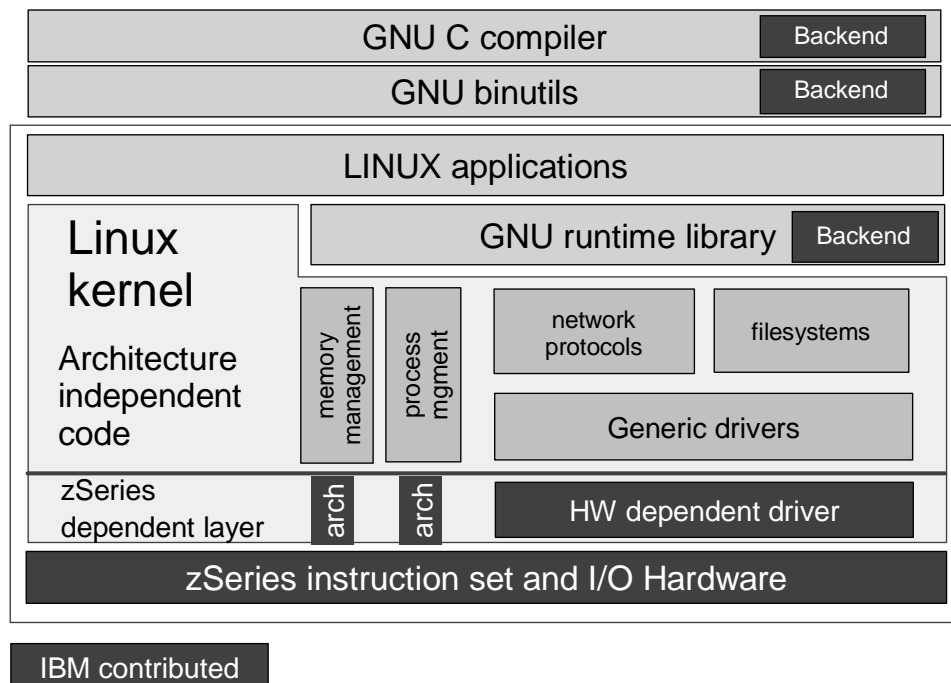 GNU C compiler
Backend
GNU binutils
Backend
LINUX applications
Linux
kernel
GNU runtime library
Backend
Architecture
independent
code
memory
management
process
mgment
network
protocols
filesystems
Generic drivers
zSeries
dependent layer
arch
arch
HW dependent driver
zSeries instruction set and I/O Hardware
IBM contributed